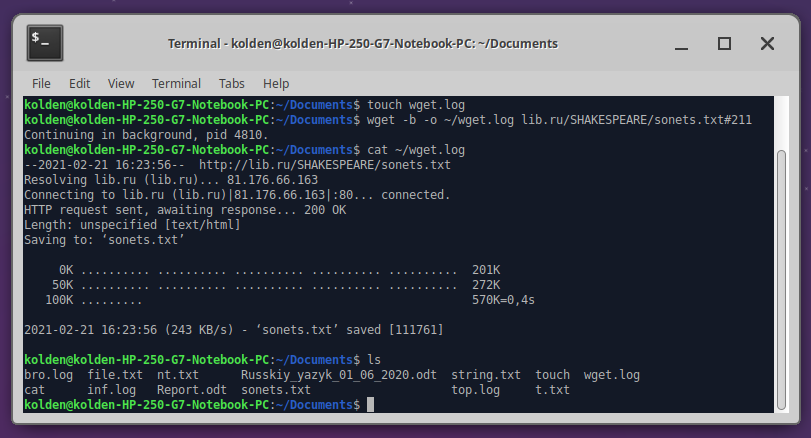 $_
Terminal - kolden@kolden-HP-250-G7-Notebook-PC: ~/Documents
File Edit View Terminal Tabs Help
kolden@kolden-HP-250-G7-Notebook-PC:~/Documents$ touch wget.log
kolden@kolden-HP-250-G7-Notebook-PC:~/Documents$ wget -b -o ~/wget.log lib.ru/SHAKESPEARE/sonets.txt#211
Continuing in background, pid 4810.
kolden@kolden-HP-250-G7-Notebook-PC:~/Documents$ cat ~/wget.log
--2021-02-21 16:23:56-- http://lib.ru/SHAKESPEARE/sonets.txt
Resolving lib.ru (lib.ru)... 81.176.66.163
Connecting to lib.ru (lib.ru)|81.176.66.163|:80... connected.
HTTP request sent, awaiting response... 200 OK
Length: unspecified [text/html]
Saving to: ‘sonets.txt’
0K .......... .......... .......... .......... .......... 201K
50K .......... .......... .......... .......... .......... 272K
100K ......... 570K=0,4s
2021-02-21 16:23:56 (243 KB/s) - ‘sonets.txt’ saved [111761]
kolden@kolden-HP-250-G7-Notebook-PC:~/Documents$ ls
bro.log file.txt nt.txt Russkiy_yazyk_01_06_2020.odt string.txt touch wget.log
cat inf.log Report.odt sonets.txt top.log t.txt
kolden@kolden-HP-250-G7-Notebook-PC:~/Documents$